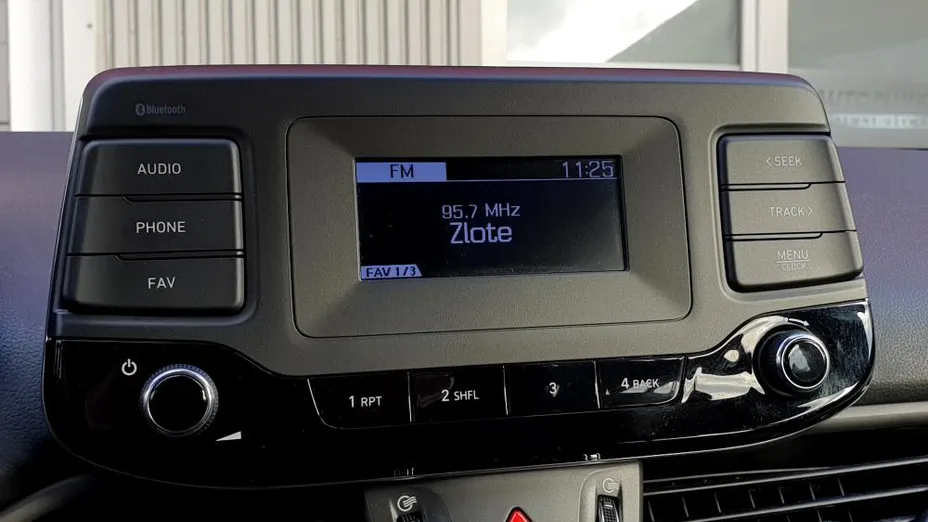 Bluetooth
AUDIO
PHONE
FAV
FM 11:25
95.7 MHz
Zlote
FAV 1/3
< SEEK
TRACK >
MENU
CLOCK
1 RPT
2 SHFL
3
4 BACK